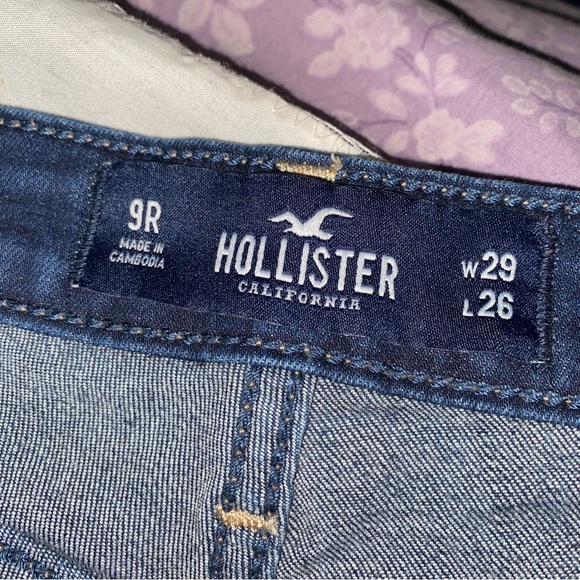 9R
MADE IN
CAMBODIA
HOLLISTER
CALIFORNIA
W29
L26